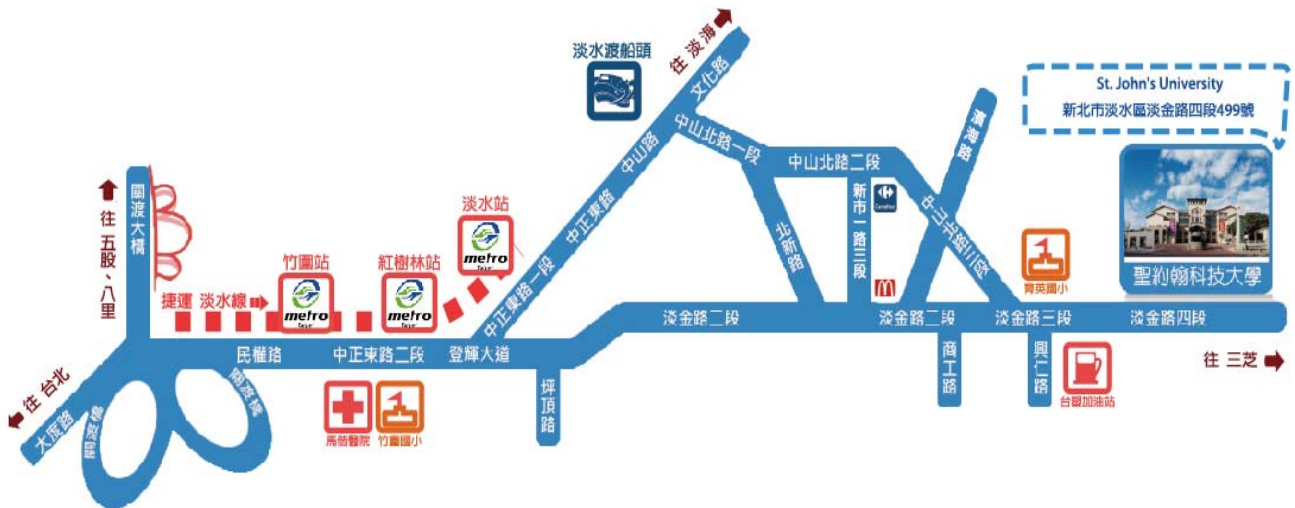 淡水渡船頭
往 淡海
文化路
St. John's University
新北市淡水區淡金路四段499號
中山路
中山北路一段
中山北路二段
濱海路
關渡大橋
往 五股、八里
淡水站
metro
中正東路
北新路
新市一路三段
Carrefour
中山北路三段
竹圍站
紅樹林站
metro
metro
捷運 淡水線
中正東路一段
育英國小
聖約翰科技大學
淡金路二段
淡金路二段
淡金路三段
淡金路四段
民權路
中正東路二段
登輝大道
往 三芝
往 台北
大度路
關渡橋
關渡橋
馬偕醫院
竹圍國小
坪頂路
商工路
興仁路
台塑加油站